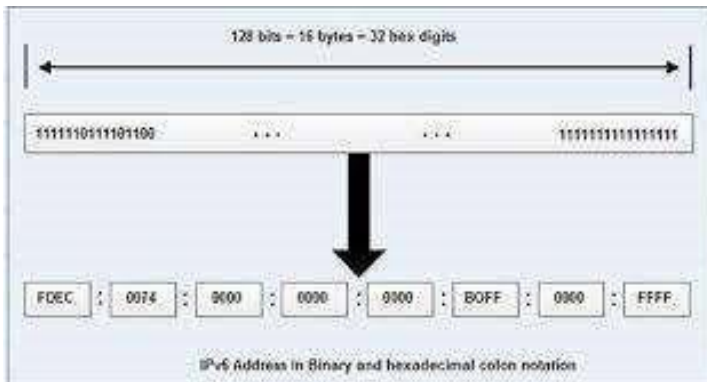 128 bits = 16 bytes = 32 hex digits
1111110111101100 ... ... 1111111111111111
FDEC : 0074 : 0000 : 0000 : 0000 : B0FF : 0000 : FFFF
IPv6 Address in Binary and hexadecimal colon notation